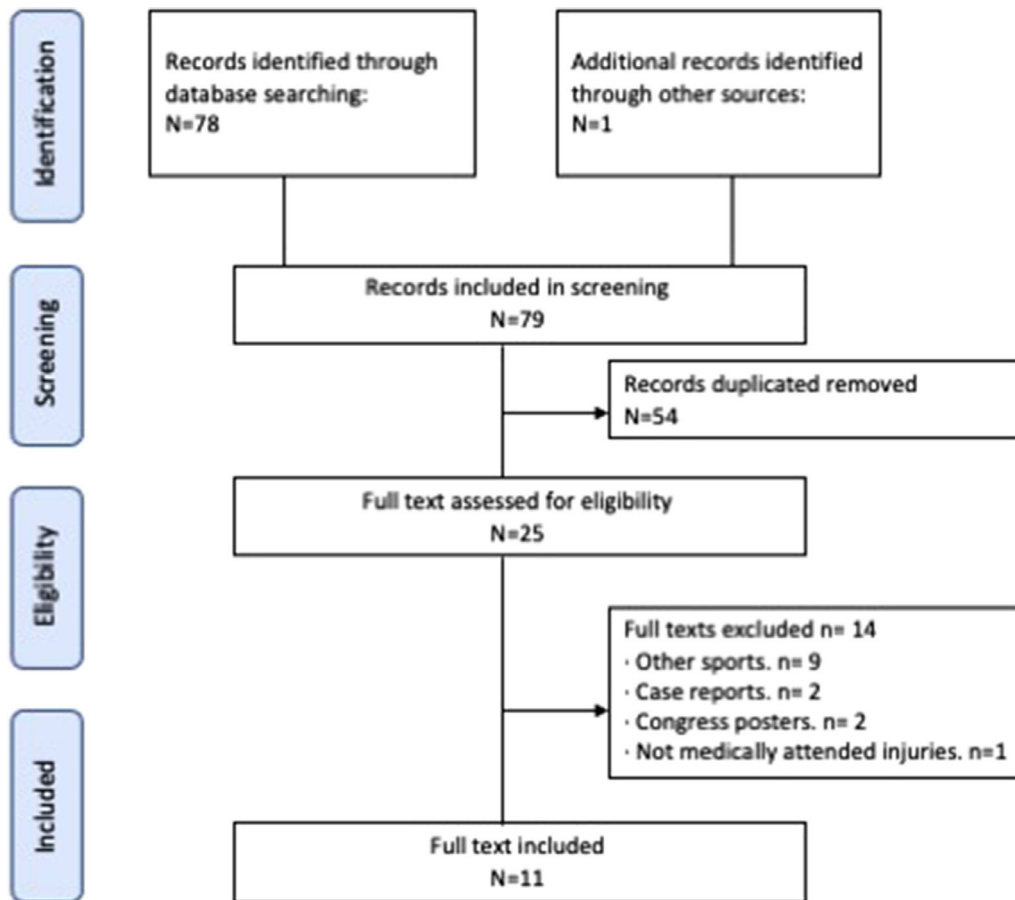 Identification
Records identified through
database searching:
N=78
Additional records identified
through other sources:
N=1
Screening
Records included in screening
N=79
Records duplicated removed
N=54
Eligibility
Full text assessed for eligibility
N=25
Full texts excluded n= 14
· Other sports. n= 9
· Case reports. n= 2
· Congress posters. n= 2
· Not medically attended injuries. n=1
Included
Full text included
N=11